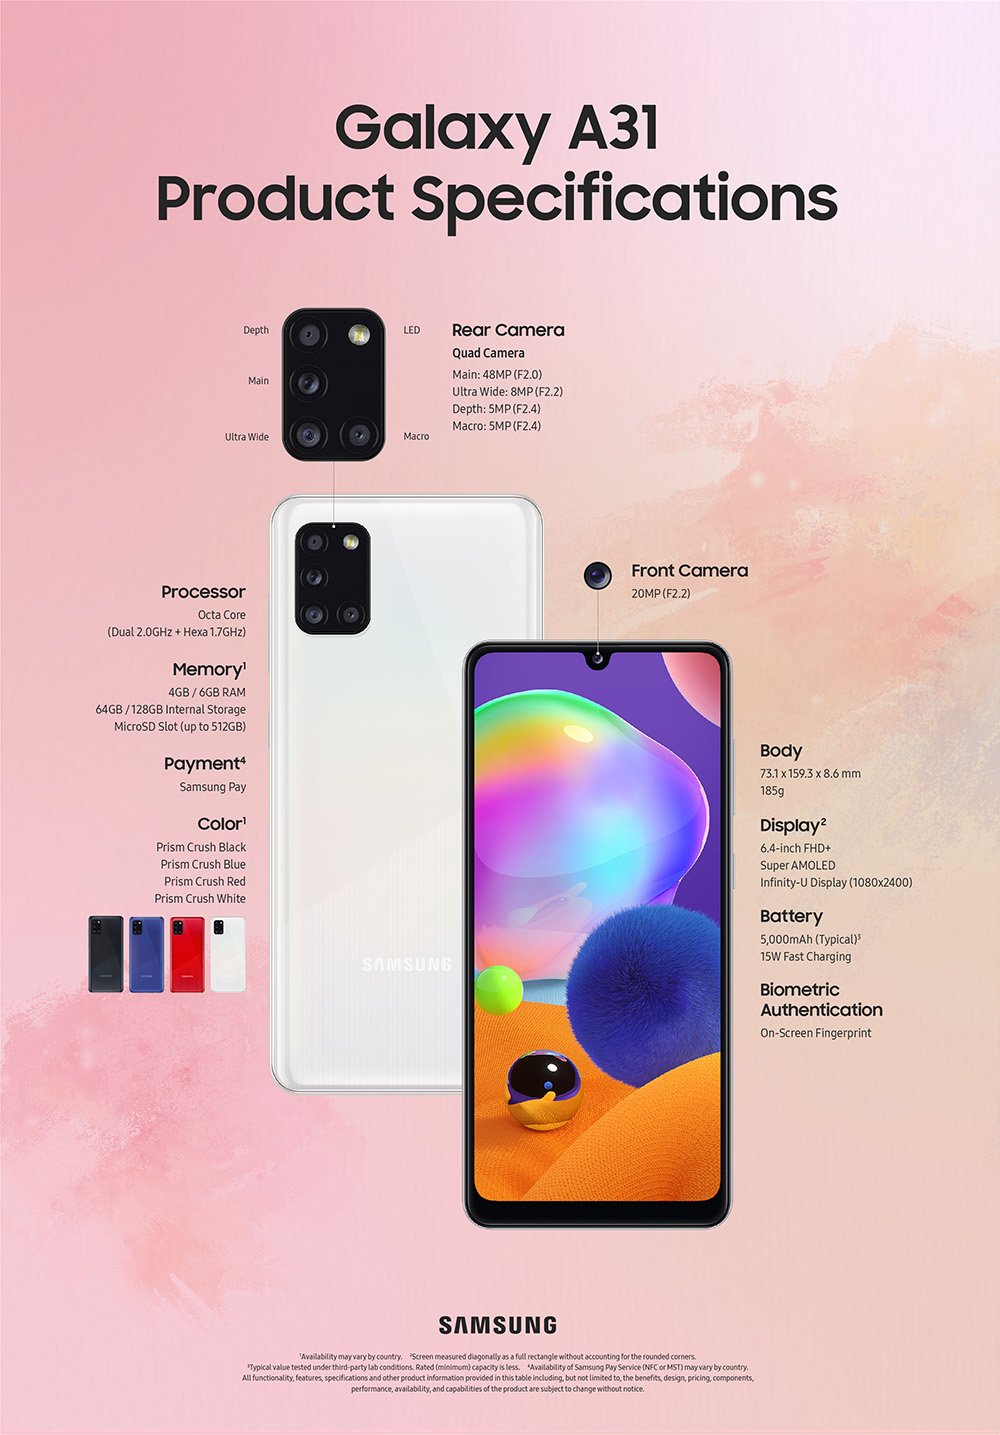 Galaxy A31
Product Specifications
Depth
LED
Main
Ultra Wide
Macro
Rear Camera
Quad Camera
Main: 48MP (F2.0)
Ultra Wide: 8MP (F2.2)
Depth: 5MP (F2.4)
Macro: 5MP (F2.4)
Front Camera
20MP (F2.2)
Processor
Octa Core
(Dual 2.0GHz + Hexa 1.7GHz)
Memory¹
4GB / 6GB RAM
64GB / 128GB Internal Storage
MicroSD Slot (up to 512GB)
Payment⁴
Samsung Pay
Color¹
Prism Crush Black
Prism Crush Blue
Prism Crush Red
Prism Crush White
SAMSUNG
Body
73.1 x 159.3 x 8.6 mm
185g
Display²
6.4-inch FHD+
Super AMOLED
Infinity-U Display (1080x2400)
Battery
5,000mAh (Typical)³
15W Fast Charging
Biometric
Authentication
On-Screen Fingerprint
SAMSUNG
¹Availability may vary by country. ²Screen measured diagonally as a full rectangle without accounting for the rounded corners.
³Typical value tested under third-party lab conditions. Rated (minimum) capacity is less. ⁴Availability of Samsung Pay Service (NFC or MST) may vary by country.
All functionality, features, specifications and other product information provided in this table including, but not limited to, the benefits, design, pricing, components,
performance, availability, and capabilities of the product are subject to change without notice.